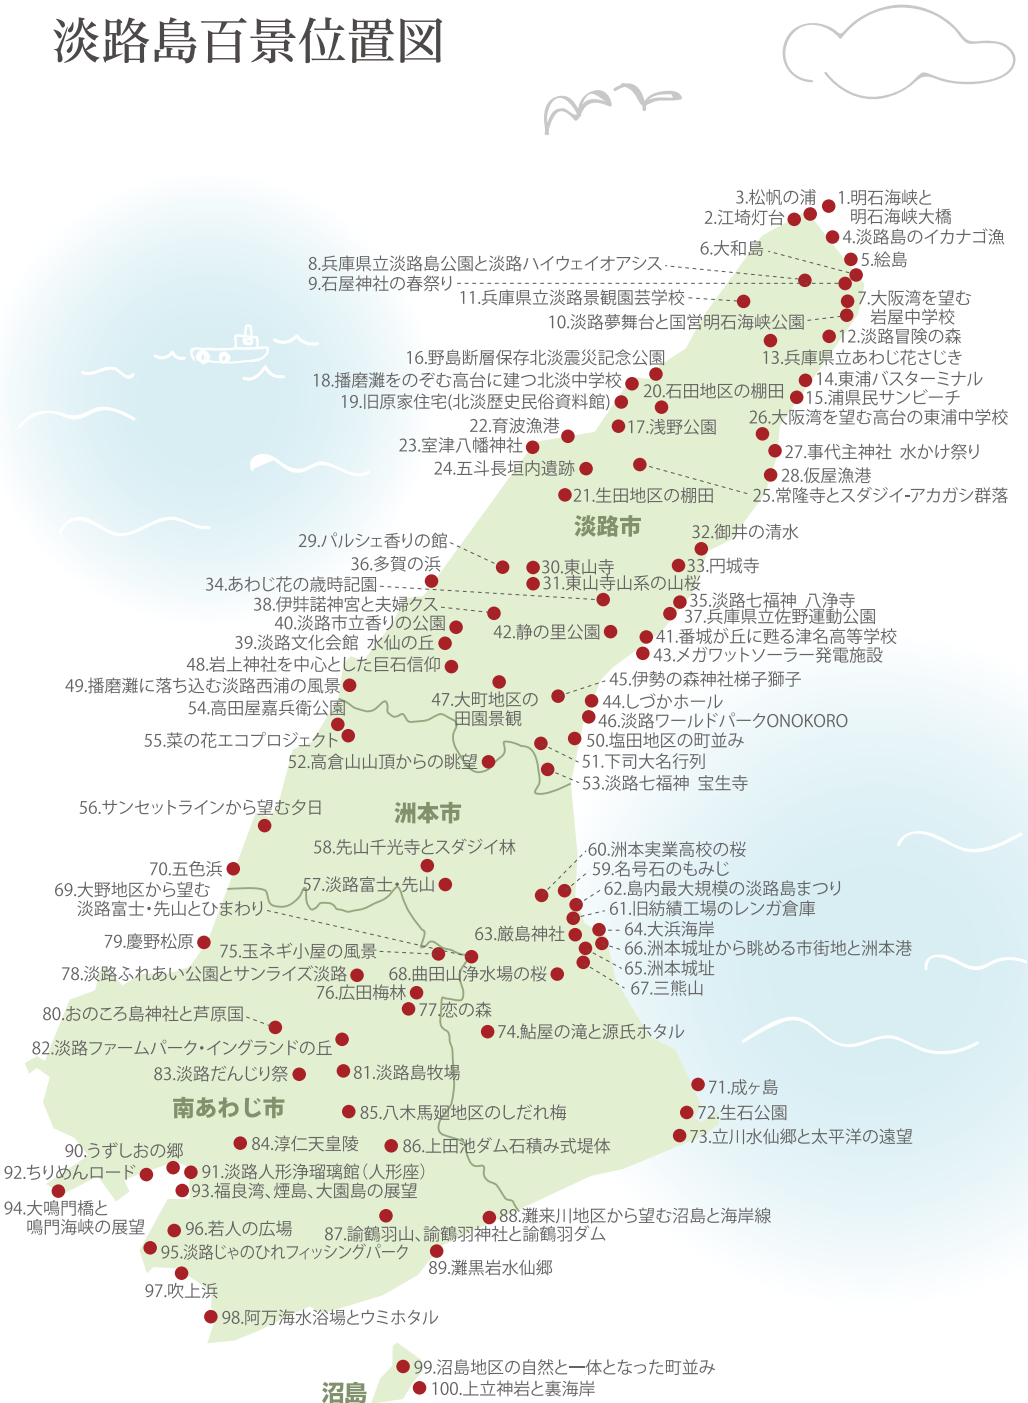 淡路島百景位置図
3.松帆の浦
1.明石海峡と
明石海峡大橋
2.江埼灯台
4.淡路島のイカナゴ漁
6.大和島
5.絵島
8.兵庫県立淡路島公園と淡路ハイウェイオアシス
9.石屋神社の春祭り
11.兵庫県立淡路景観園芸学校
7.大阪湾を望む
岩屋中学校
10.淡路夢舞台と国営明石海峡公園
12.淡路冒険の森
16.野島断層保存北淡震災記念公園
13.兵庫県立あわじ花さじき
18.播磨灘をのぞむ高台に建つ北淡中学校
14.東浦バスターミナル
20.石田地区の棚田
15.浦県民サンビーチ
19.旧原家住宅(北淡歴史民俗資料館)
26.大阪湾を望む高台の東浦中学校
22.育波漁港
17.浅野公園
23.室津八幡神社
27.事代主神社 水かけ祭り
24.五斗長垣内遺跡
28.仮屋漁港
21.生田地区の棚田
25.常隆寺とスダジイ-アカガシ群落
淡路市
32.御井の清水
29.パルシェ香りの館
36.多賀の浜
30.東山寺
33.円城寺
34.あわじ花の歳時記園
31.東山寺山系の山桜
38.伊弉諾神宮と夫婦クス
35.淡路七福神 八浄寺
37.兵庫県立佐野運動公園
40.淡路市立香りの公園
42.静の里公園
41.番城が丘に甦る津名高等学校
39.淡路文化会館 水仙の丘
43.メガワットソーラー発電施設
48.岩上神社を中心とした巨石信仰
45.伊勢の森神社梯子獅子
49.播磨灘に落ち込む淡路西浦の風景
47.大町地区の
田園景観
44.しづかホール
54.高田屋嘉兵衛公園
46.淡路ワールドパークONOKORO
55.菜の花エコプロジェクト
50.塩田地区の町並み
52.高倉山山頂からの眺望
51.下司大名行列
53.淡路七福神 宝生寺
56.サンセットラインから望む夕日
洲本市
58.先山千光寺とスダジイ林
60.洲本実業高校の桜
70.五色浜
59.名号石のもみじ
57.淡路富士・先山
62.島内最大規模の淡路島まつり
69.大野地区から望む
淡路富士・先山とひまわり
61.旧紡績工場のレンガ倉庫
63.厳島神社
64.大浜海岸
79.慶野松原
75.玉ネギ小屋の風景
66.洲本城址から眺める市街地と洲本港
78.淡路ふれあい公園とサンライズ淡路
68.曲田山浄水場の桜
65.洲本城址
76.広田梅林
67.三熊山
77.恋の森
80.おのころ島神社と芦原国
74.鮎屋の滝と源氏ホタル
82.淡路ファームパーク・イングランドの丘
83.淡路だんじり祭
81.淡路島牧場
71.成ヶ島
南あわじ市
85.八木馬廻地区のしだれ梅
72.生石公園
84.淳仁天皇陵
86.上田池ダム石積み式堤体
73.立川水仙郷と太平洋の遠望
90.うずしおの郷
92.ちりめんロード
91.淡路人形浄瑠璃館(人形座)
93.福良湾、煙島、大園島の展望
94.大鳴門橋と
鳴門海峡の展望
96.若人の広場
87.諭鶴羽山、諭鶴羽神社と諭鶴羽ダム
88.灘来川地区から望む沼島と海岸線
95.淡路じゃのひれフィッシングパーク
89.灘黒岩水仙郷
97.吹上浜
98.阿万海水浴場とウミホタル
99.沼島地区の自然と一体となった町並み
沼島
100.上立神岩と裏海岸